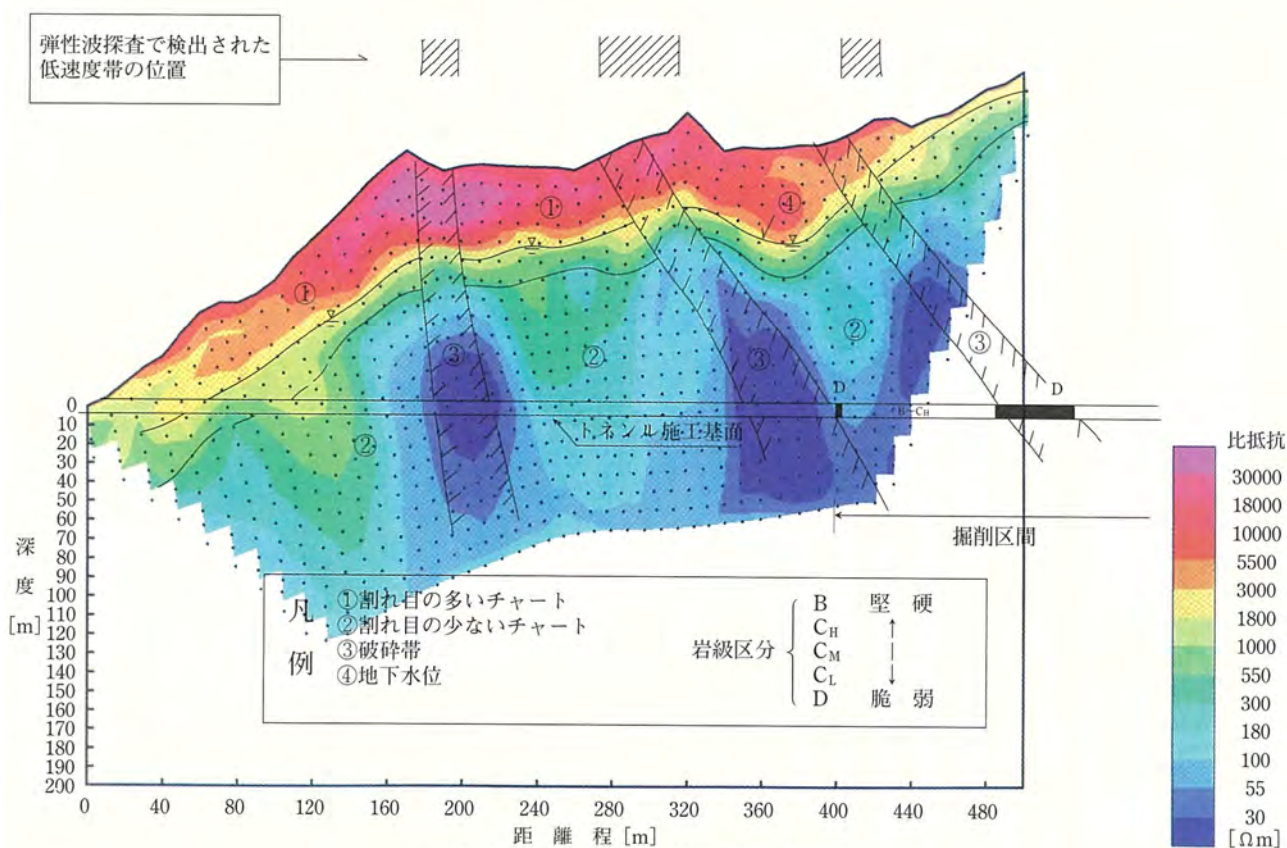 弾性波探査で検出された
低速度帯の位置
①
①
④
③
②
②
③
②
③
D
D
B~CH
トンネル施工基面
掘削区間
0
10
20
30
40
50
60
70
80
90
100
110
120
130
140
150
160
170
180
190
200
深度
[m]
0
40
80
120
160
200
240
280
320
360
400
440
480
距離程[m]
凡例
①割れ目の多いチャート
②割れ目の少ないチャート
③破砕帯
④地下水位
岩級区分
B 堅硬
CH ↑
CM |
CL ↓
D 脆弱
比抵抗
30000
18000
10000
5500
3000
1800
1000
550
300
180
100
55
30
[Ωm]